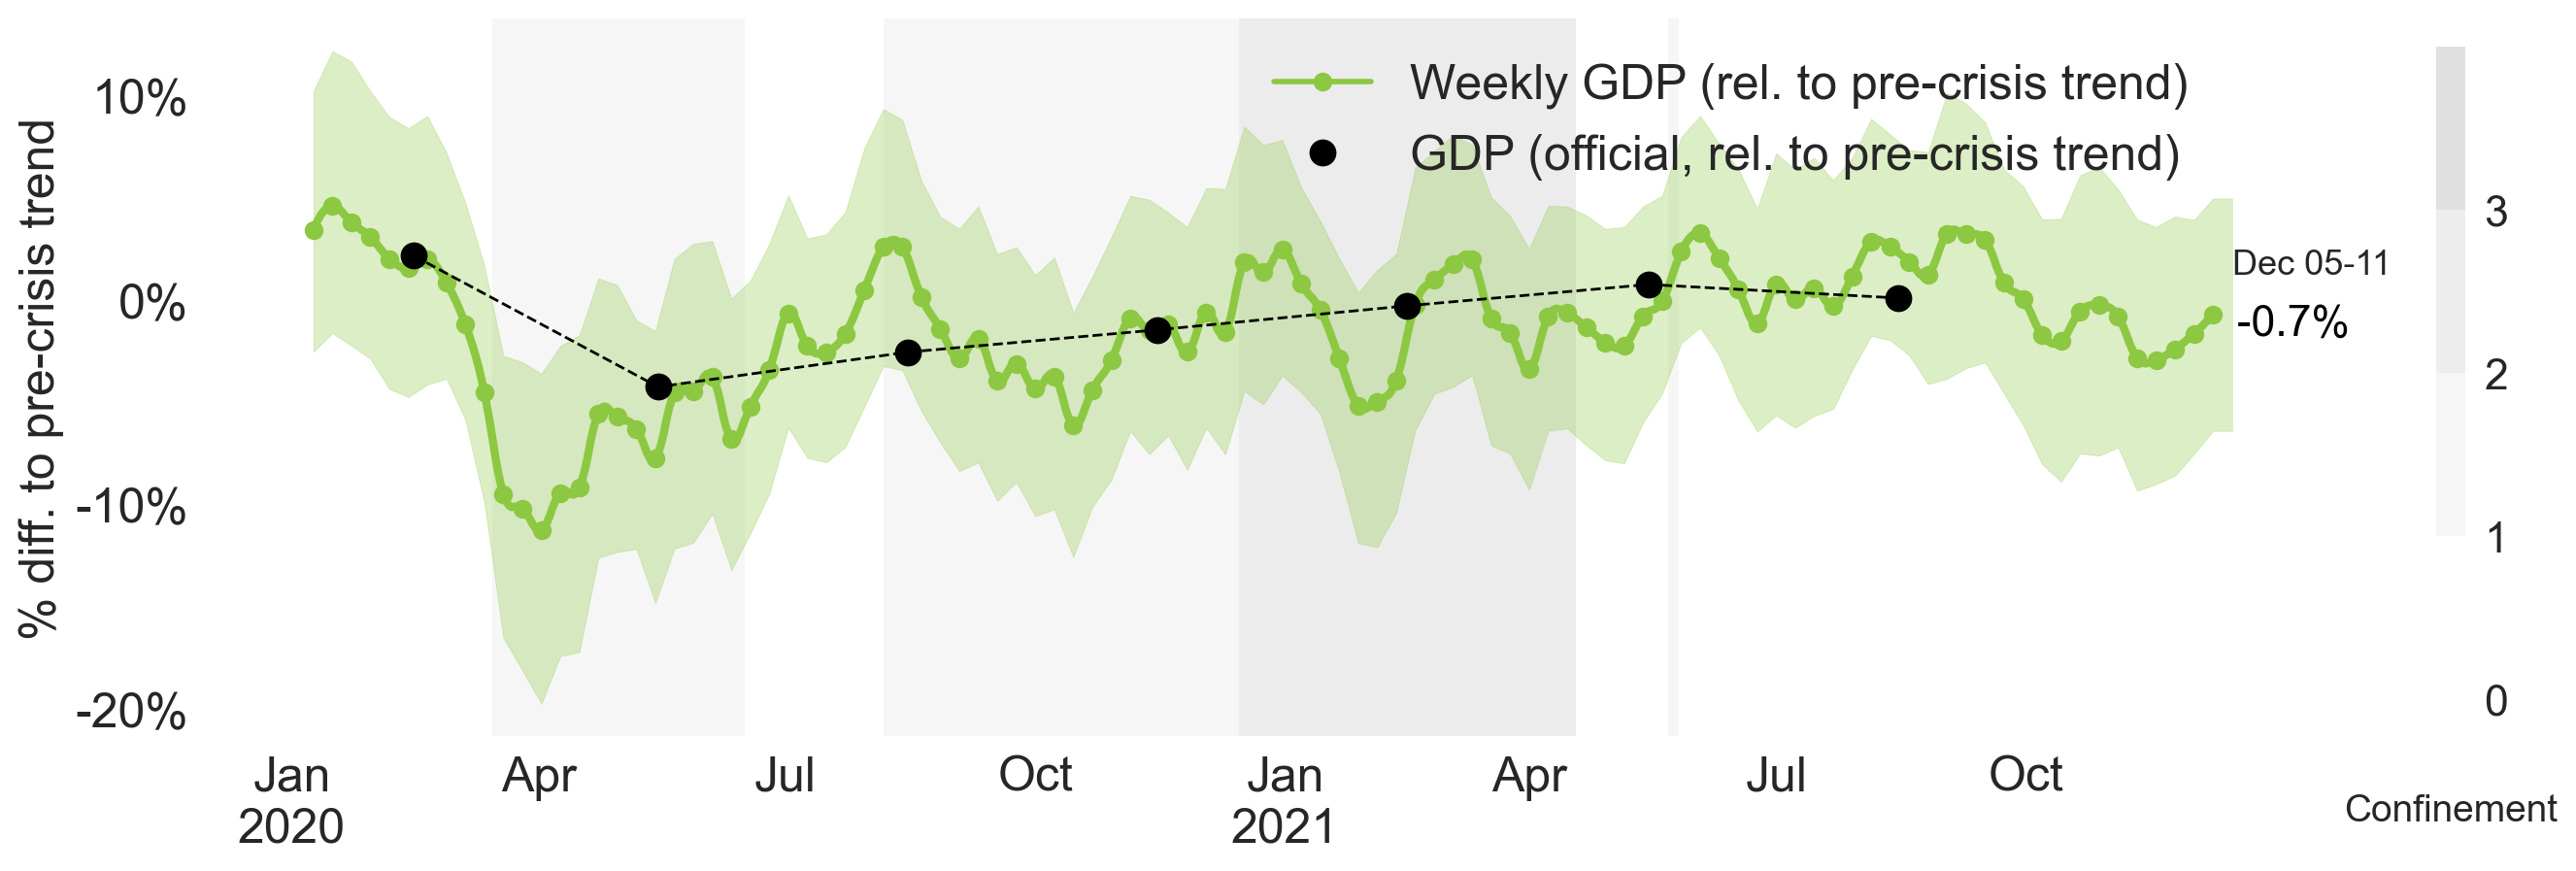 Weekly GDP (rel. to pre-crisis trend)
GDP (official, rel. to pre-crisis trend)
% diff. to pre-crisis trend
10%
0%
-10%
-20%
Jan
2020
Apr
Jul
Oct
Jan
2021
Apr
Jul
Oct
Dec 05-11
-0.7%
3
2
1
0
Confinement